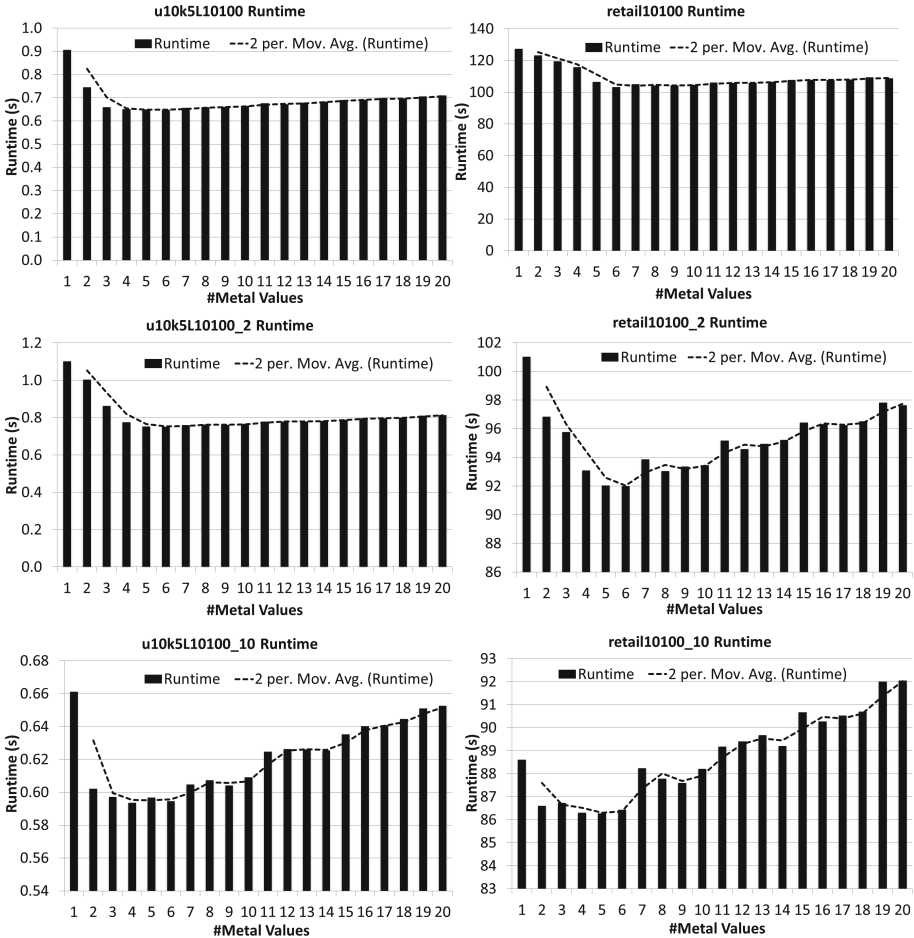 u10k5L10100 Runtime
Runtime 2 per. Mov. Avg. (Runtime)
Runtime (s)
1.0
0.9
0.8
0.7
0.6
0.5
0.4
0.3
0.2
0.1
0.0
1 2 3 4 5 6 7 8 9 10 11 12 13 14 15 16 17 18 19 20
#Metal Values
retail10100 Runtime
Runtime 2 per. Mov. Avg. (Runtime)
Runtime (s)
140
120
100
80
60
40
20
0
1 2 3 4 5 6 7 8 9 10 11 12 13 14 15 16 17 18 19 20
#Metal Values
u10k5L10100_2 Runtime
Runtime 2 per. Mov. Avg. (Runtime)
Runtime (s)
1.2
1.0
0.8
0.6
0.4
0.2
0.0
1 2 3 4 5 6 7 8 9 10 11 12 13 14 15 16 17 18 19 20
#Metal Values
retail10100_2 Runtime
Runtime 2 per. Mov. Avg. (Runtime)
Runtime (s)
102
100
98
96
94
92
90
88
86
1 2 3 4 5 6 7 8 9 10 11 12 13 14 15 16 17 18 19 20
#Metal Values
u10k5L10100_10 Runtime
Runtime 2 per. Mov. Avg. (Runtime)
Runtime (s)
0.68
0.66
0.64
0.62
0.60
0.58
0.56
0.54
1 2 3 4 5 6 7 8 9 10 11 12 13 14 15 16 17 18 19 20
#Metal Values
retail10100_10 Runtime
Runtime 2 per. Mov. Avg. (Runtime)
Runtime (s)
93
92
91
90
89
88
87
86
85
84
83
1 2 3 4 5 6 7 8 9 10 11 12 13 14 15 16 17 18 19 20
#Metal Values